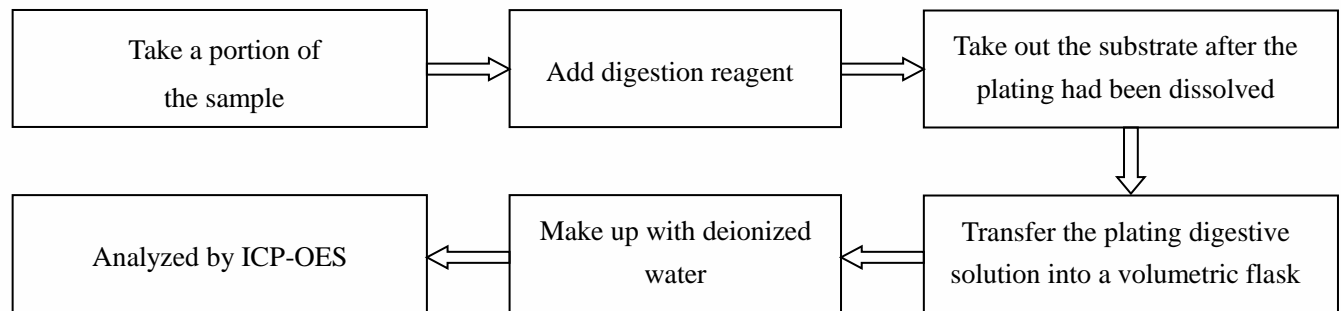 Take a portion of
the sample
Add digestion reagent
Take out the substrate after the
plating had been dissolved
Transfer the plating digestive
solution into a volumetric flask
Make up with deionized
water
Analyzed by ICP-OES